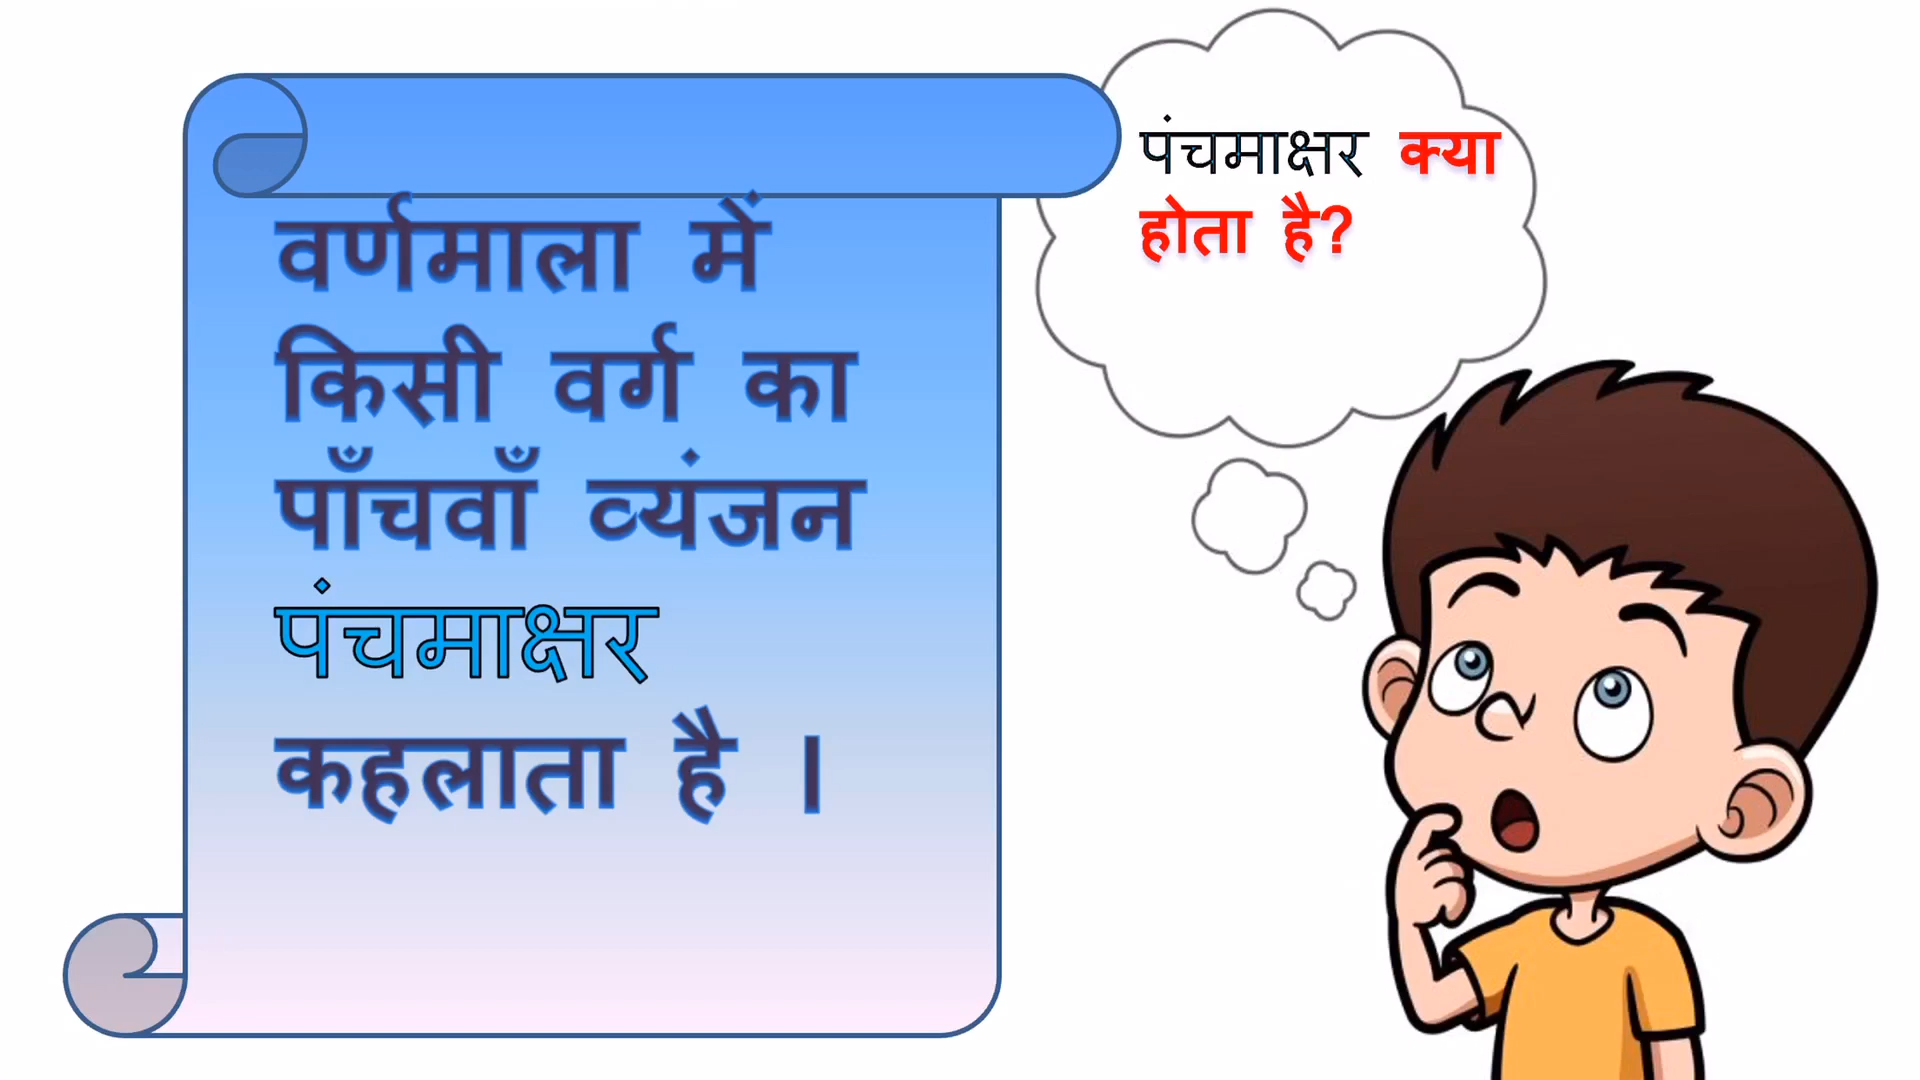 वर्णमाला में
किसी वर्ग का
पाँचवाँ व्यंजन
पंचमाक्षर
कहलाता है ।
पंचमाक्षर क्या
होता है?